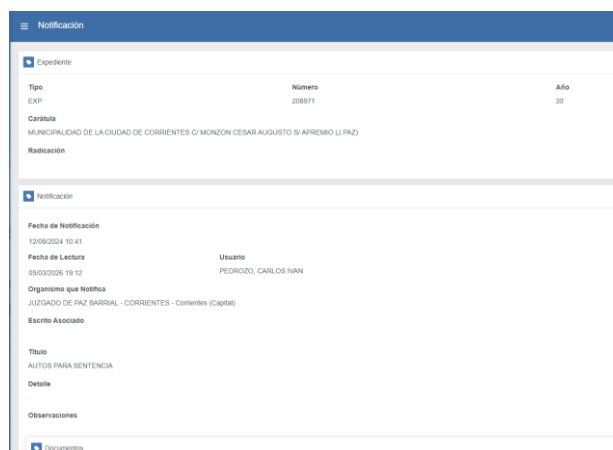 Notificación
Expediente
Tipo Número Año
EXP 208971 20
Carátula
MUNICIPALIDAD DE LA CIUDAD DE CORRIENTES C/ MONZON CESAR AUGUSTO S/ APREMIO (J.PAZ)
Radicación
Notificación
Fecha de Notificación
12/08/2024 10:41
Fecha de Lectura Usuario
05/03/2026 19:12 PEDROZO, CARLOS IVAN
Organismo que Notifica
JUZGADO DE PAZ BARRIAL - CORRIENTES - Corrientes (Capital)
Escrito Asociado
Título
AUTOS PARA SENTENCIA
Detalle
.
Observaciones
Documentos